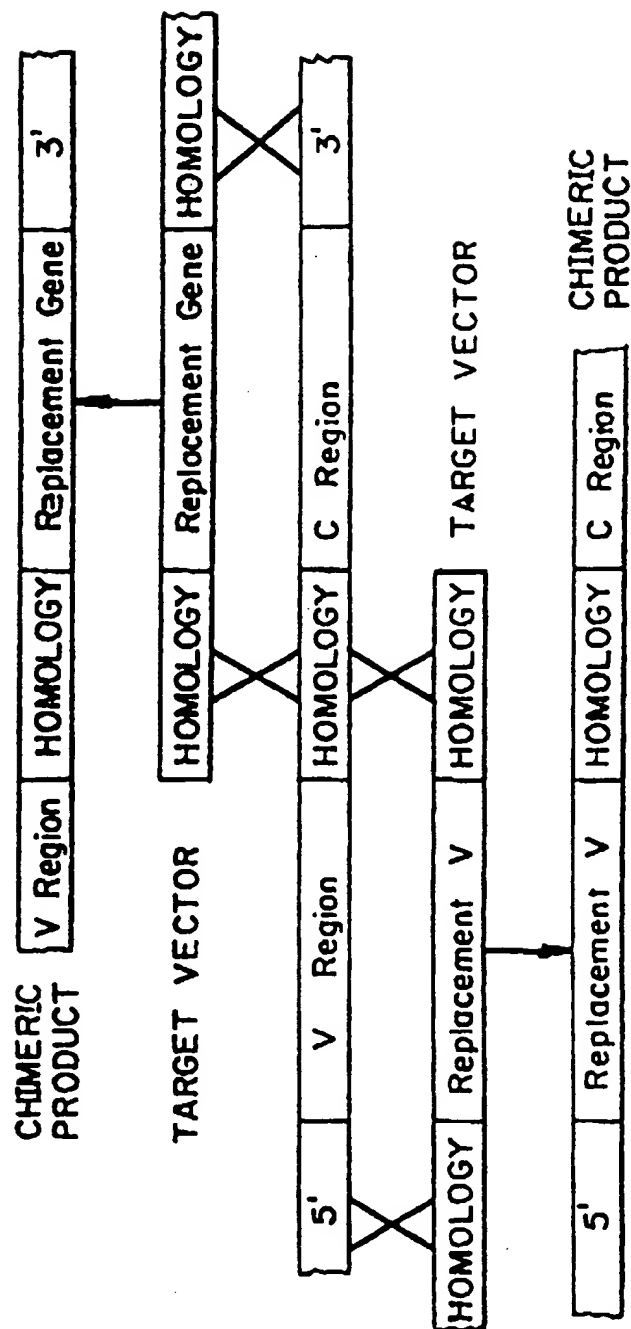 CHIMERIC
PRODUCT
V Region HOMOLOGY Replacement Gene 3'
TARGET VECTOR
HOMOLOGY Replacement Gene HOMOLOGY
5' V Region HOMOLOGY C Region 3'
HOMOLOGY Replacement V HOMOLOGY
TARGET VECTOR
5' Replacement V HOMOLOGY C Region
CHIMERIC
PRODUCT